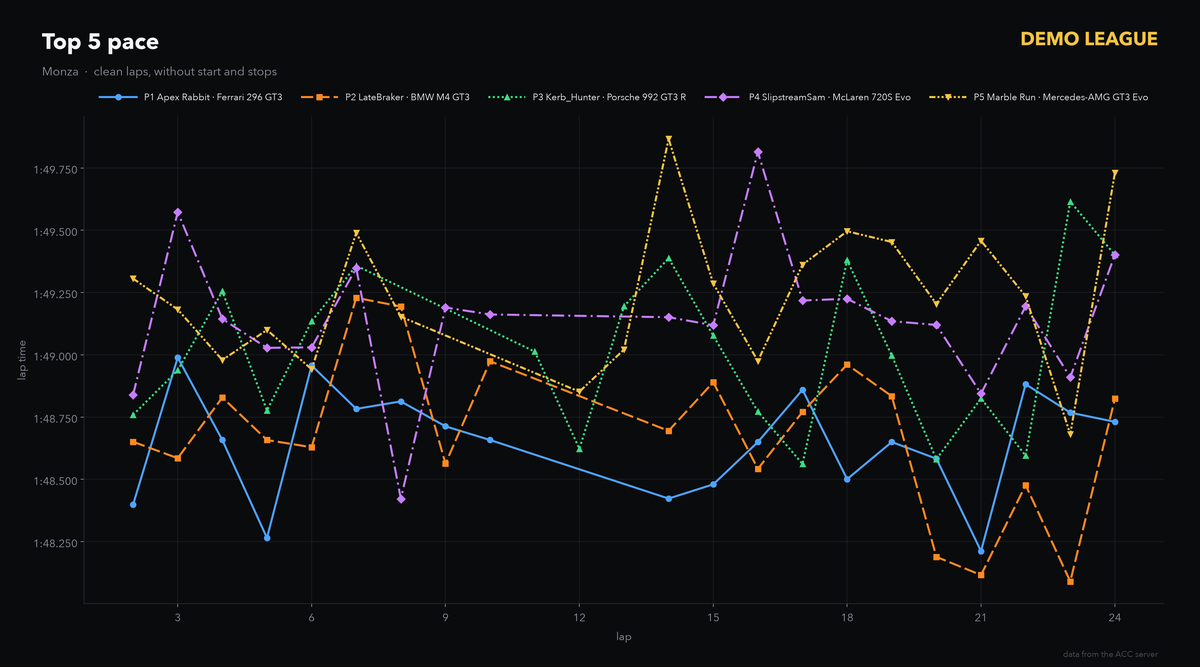 Top 5 pace
DEMO LEAGUE
Monza · clean laps, without start and stops
P1 Apex Rabbit · Ferrari 296 GT3
P2 LateBraker · BMW M4 GT3
P3 Kerb_Hunter · Porsche 992 GT3 R
P4 SlipstreamSam · McLaren 720S Evo
P5 Marble Run · Mercedes-AMG GT3 Evo
1:49.750
1:49.500
1:49.250
1:49.000
1:48.750
1:48.500
1:48.250
lap time
3 6 9 12 15 18 21 24
lap
data from the ACC server